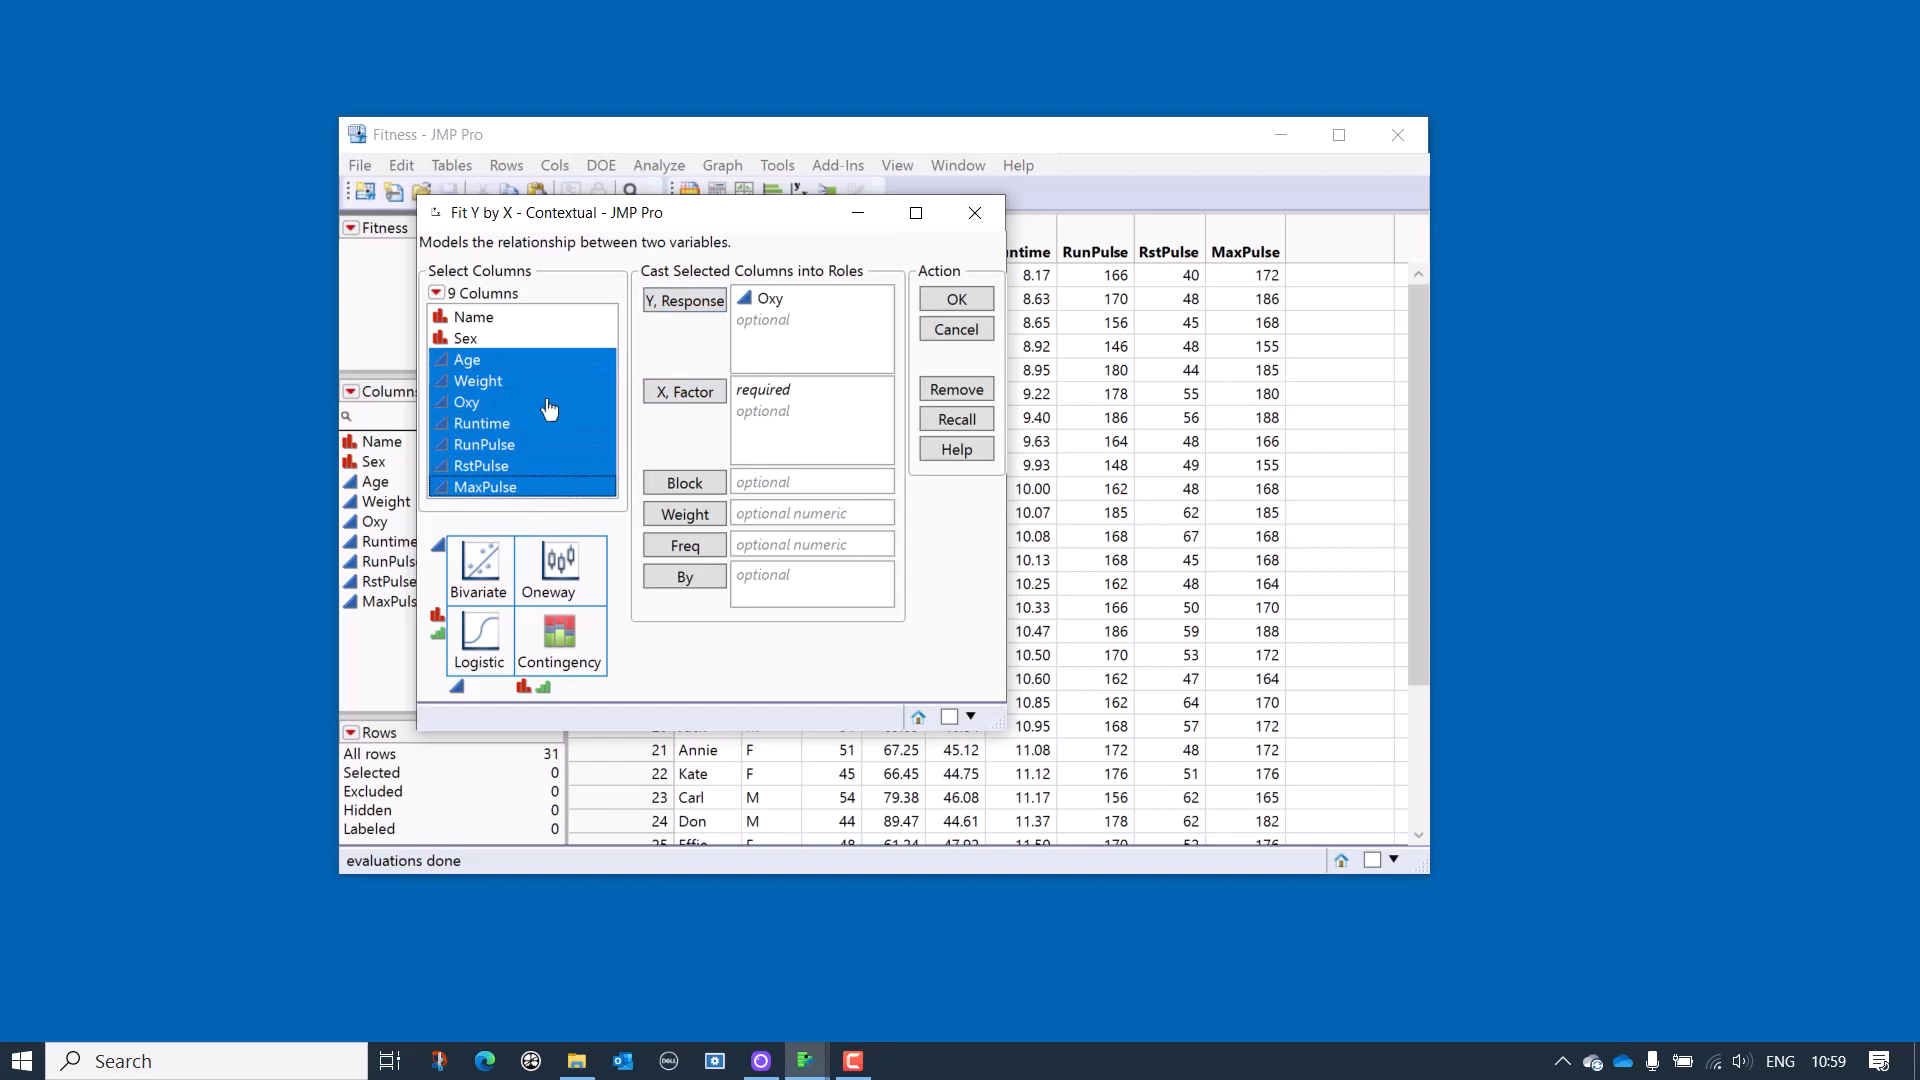 Fitness - JMP Pro
File Edit Tables Rows Cols DOE Analyze Graph Tools Add-Ins View Window Help
Fitness
Columns
Name
Sex
Age
Weight
Oxy
Runtime
RunPuls
RstPulse
MaxPuls
Rows
All rows 31
Selected 0
Excluded 0
Hidden 0
Labeled 0
Fit Y by X - Contextual - JMP Pro
Models the relationship between two variables.
Select Columns
9 Columns
Name
Sex
Age
Weight
Oxy
Runtime
RunPulse
RstPulse
MaxPulse
Bivariate Oneway
Logistic Contingency
Cast Selected Columns into Roles
Y, Response Oxy
optional
X, Factor required
optional
Block optional
Weight optional numeric
Freq optional numeric
By optional
Action
OK
Cancel
Remove
Recall
Help
ntime RunPulse RstPulse MaxPulse
8.17 166 40 172
8.63 170 48 186
8.65 156 45 168
8.92 146 48 155
8.95 180 44 185
9.22 178 55 180
9.40 186 56 188
9.63 164 48 166
9.93 148 49 155
10.00 162 48 168
10.07 185 62 185
10.08 168 67 168
10.13 168 45 168
10.25 162 48 164
10.33 166 50 170
10.47 186 59 188
10.50 170 53 172
10.60 162 47 164
10.85 162 64 170
10.95 168 57 172
21 Annie F 51 67.25 45.12 11.08 172 48 172
22 Kate F 45 66.45 44.75 11.12 176 51 176
23 Carl M 54 79.38 46.08 11.17 156 62 165
24 Don M 44 89.47 44.61 11.37 178 62 182
25 Effie F 48 61.24 47.92 11.50 170 52 176
evaluations done
Search
DELL
ENG 10:59